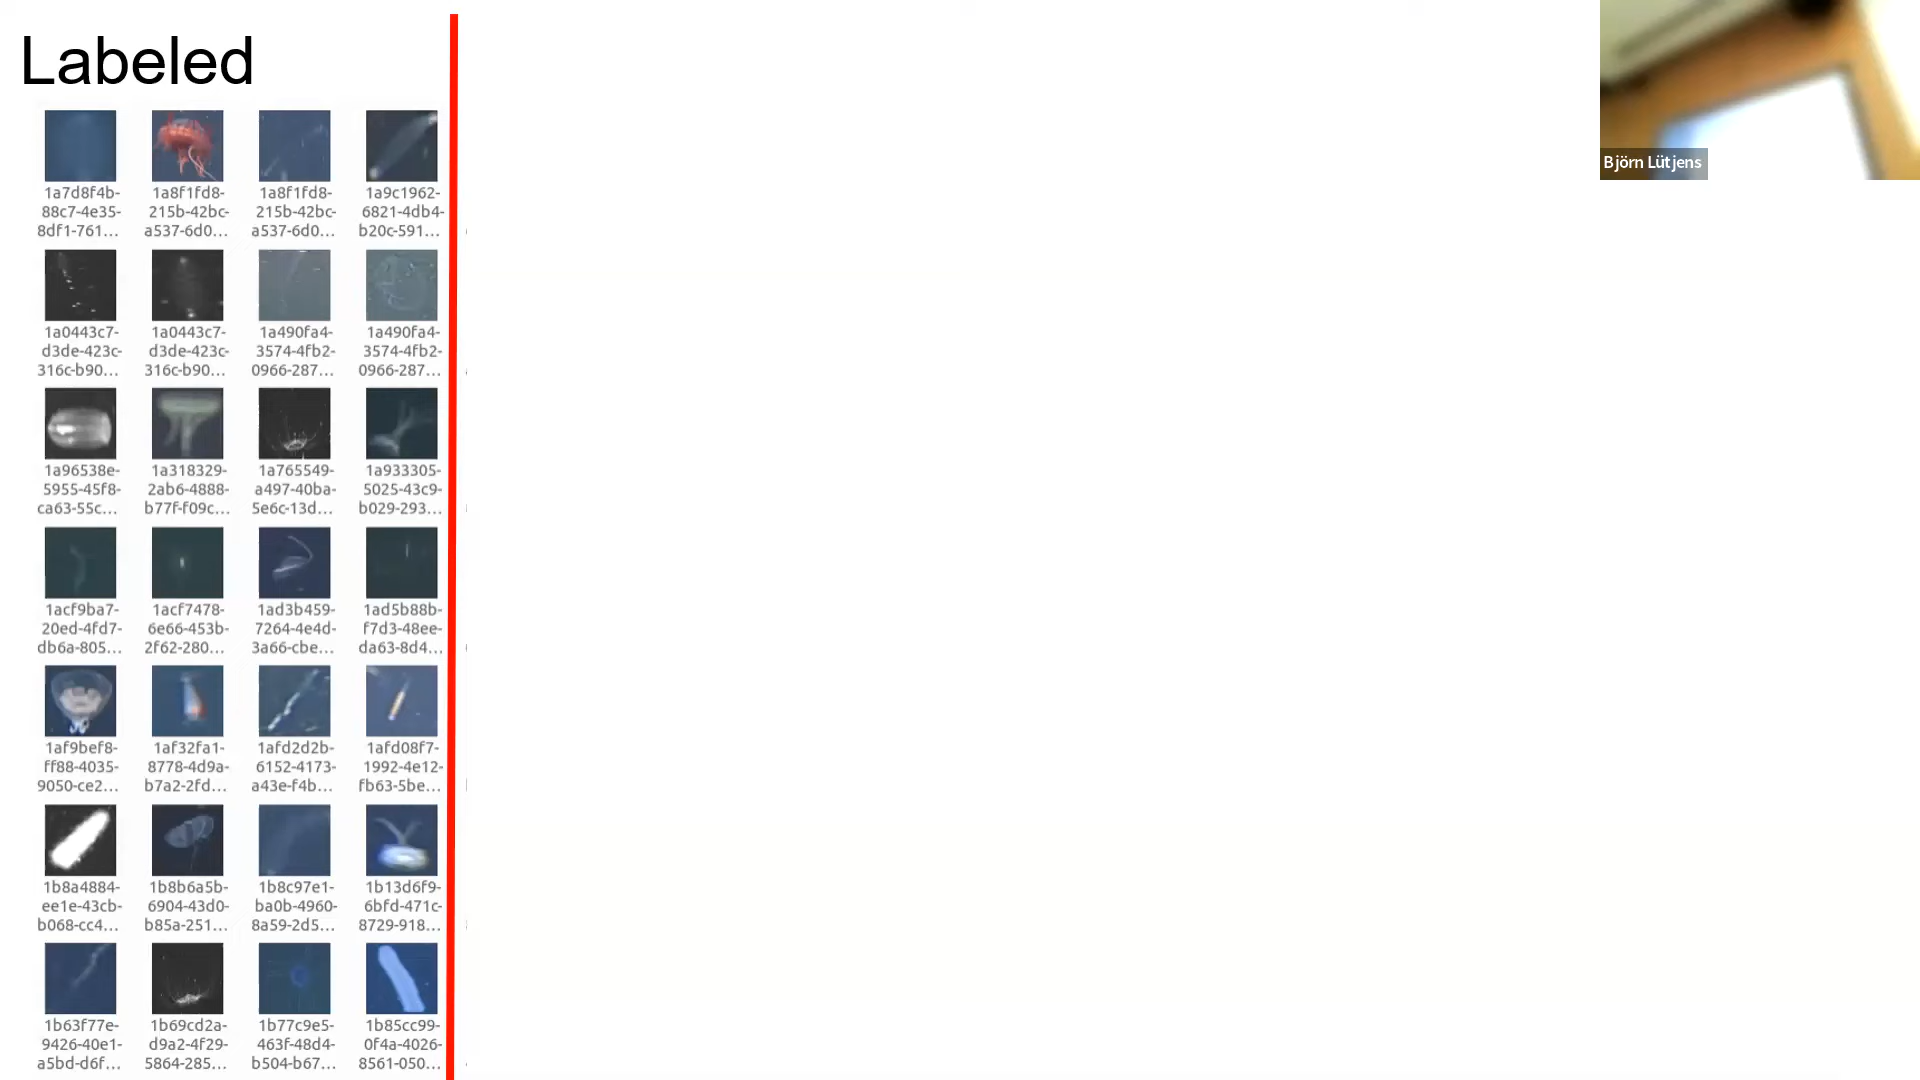 Labeled
Björn Lütjens
1a7d8f4b-
88c7-4e35-
8df1-761...
1a8f1fd8-
215b-42bc-
a537-6d0...
1a8f1fd8-
215b-42bc-
a537-6d0...
1a9c1962-
6821-4db4-
b20c-591...
1a0443c7-
d3de-423c-
316c-b90...
1a0443c7-
d3de-423c-
316c-b90...
1a490fa4-
3574-4fb2-
0966-287...
1a490fa4-
3574-4fb2-
0966-287...
1a96538e-
5955-45f8-
ca63-55c...
1a318329-
2ab6-4888-
b77f-f09c...
1a765549-
a497-40ba-
5e6c-13d...
1a933305-
5025-43c9-
b029-293...
1acf9ba7-
20ed-4fd7-
db6a-805...
1acf7478-
6e66-453b-
2f62-280...
1ad3b459-
7264-4e4d-
3a66-cbe...
1ad5b88b-
f7d3-48ee-
da63-8d4...
1af9bef8-
ff88-4035-
9050-ce2...
1af32fa1-
8778-4d9a-
b7a2-2fd...
1afd2d2b-
6152-4173-
a43e-f4b...
1afd08f7-
1992-4e12-
fb63-5be...
1b8a4884-
ee1e-43cb-
b068-cc4...
1b8b6a5b-
6904-43d0-
b85a-251...
1b8c97e1-
ba0b-4960-
8a59-2d5...
1b13d6f9-
6bfd-471c-
8729-918...
1b63f77e-
9426-40e1-
a5bd-d6f...
1b69cd2a-
d9a2-4f29-
5864-285...
1b77c9e5-
463f-48d4-
b504-b67...
1b85cc99-
0f4a-4026-
8561-050...